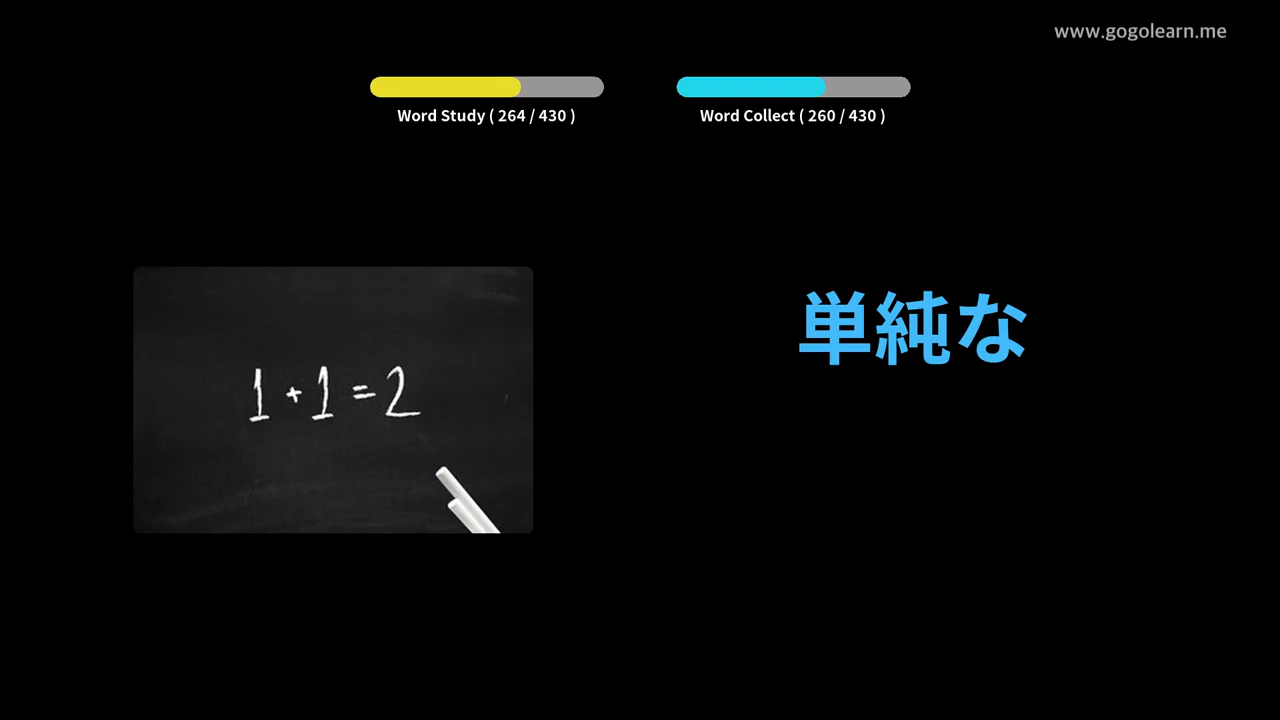 www.gogolearn.me
Word Study ( 264 / 430 )
Word Collect ( 260 / 430 )
単純な
1 + 1 = 2